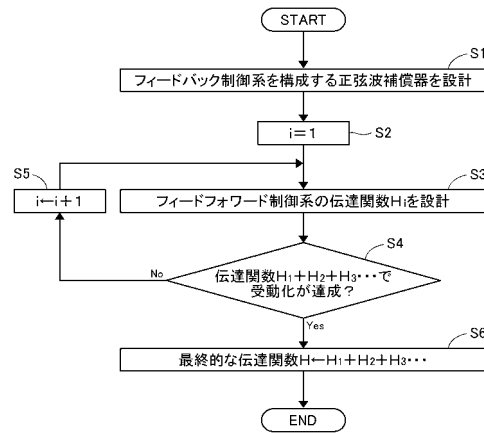 START
S1
フィードバック制御系を構成する正弦波補償器を設計
i=1
S2
S5
i←i+1
S3
フィードフォワード制御系の伝達関数Hiを設計
S4
伝達関数H1+H2+H3・・・で
受動化が達成?
No
Yes
S6
最終的な伝達関数H←H1+H2+H3・・・
END